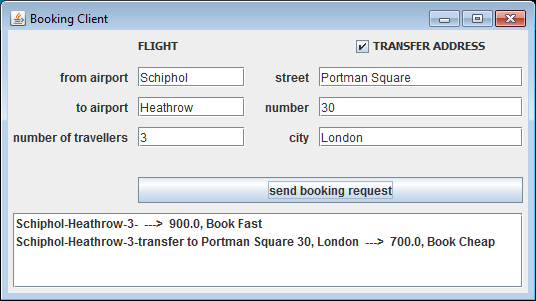 Booking Client
FLIGHT
TRANSFER ADDRESS
from airport Schiphol street Portman Square
to airport Heathrow number 30
number of travellers 3 city London
send booking request
Schiphol-Heathrow-3- ---> 900.0, Book Fast
Schiphol-Heathrow-3-transfer to Portman Square 30, London ---> 700.0, Book Cheap